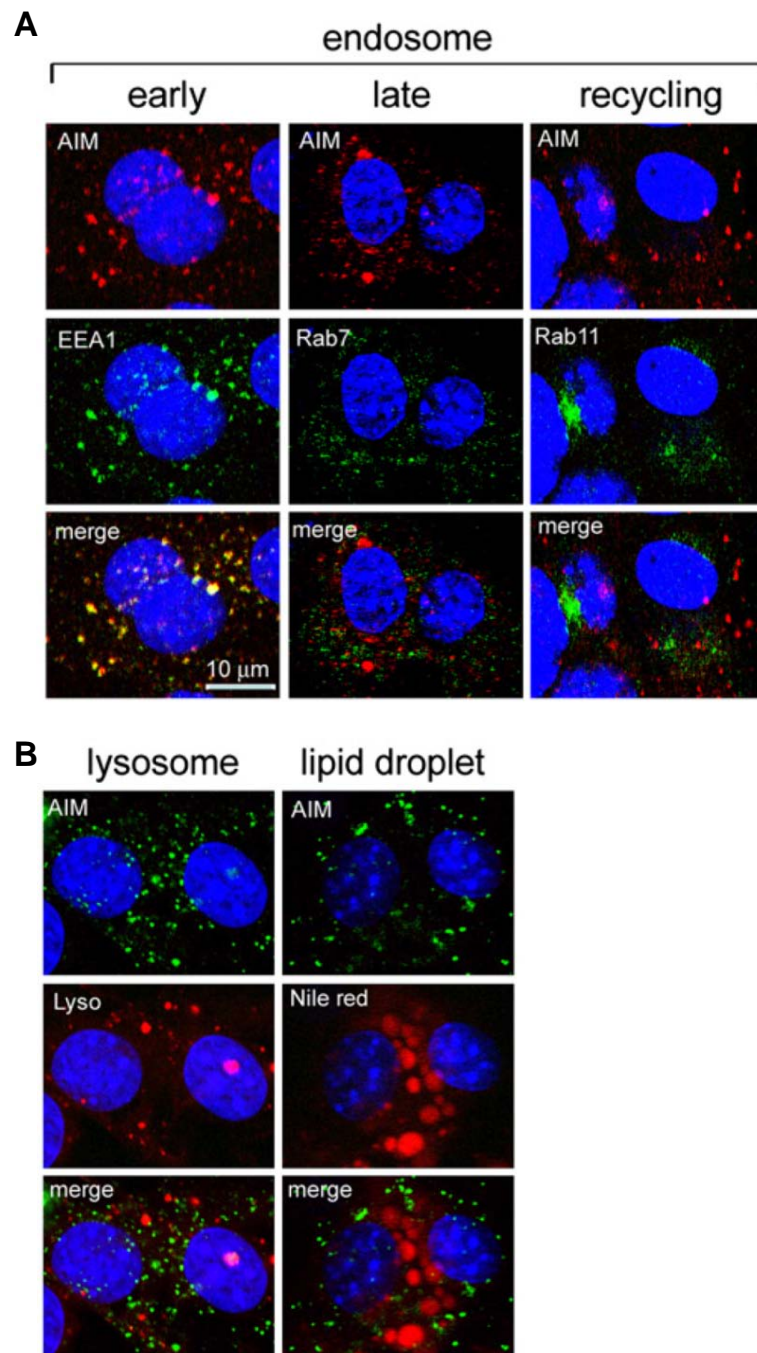 A
endosome
early late recycling
AIM AIM AIM
EEA1 Rab7 Rab11
merge merge merge
10 µm
B
lysosome lipid droplet
AIM AIM
Lyso Nile red
merge merge